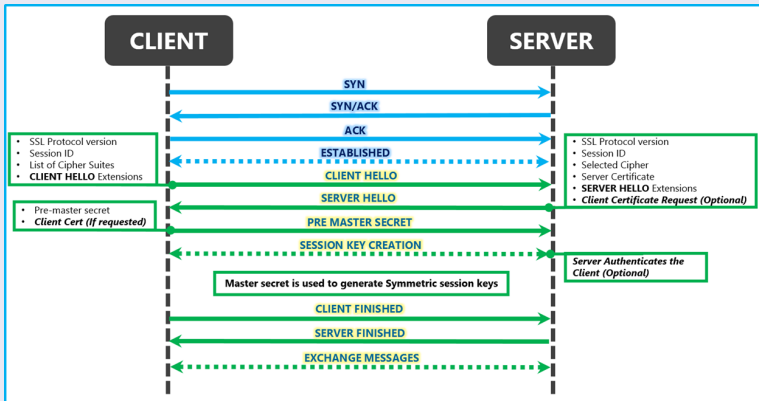 CLIENT
SERVER
SYN
SYN/ACK
ACK
ESTABLISHED
• SSL Protocol version
• Session ID
• List of Cipher Suites
• CLIENT HELLO Extensions
• SSL Protocol version
• Session ID
• Selected Cipher
• Server Certificate
• SERVER HELLO Extensions
• Client Certificate Request (Optional)
CLIENT HELLO
SERVER HELLO
• Pre-master secret
• Client Cert (If requested)
PRE MASTER SECRET
SESSION KEY CREATION
Server Authenticates the
Client (Optional)
Master secret is used to generate Symmetric session keys
CLIENT FINISHED
SERVER FINISHED
EXCHANGE MESSAGES